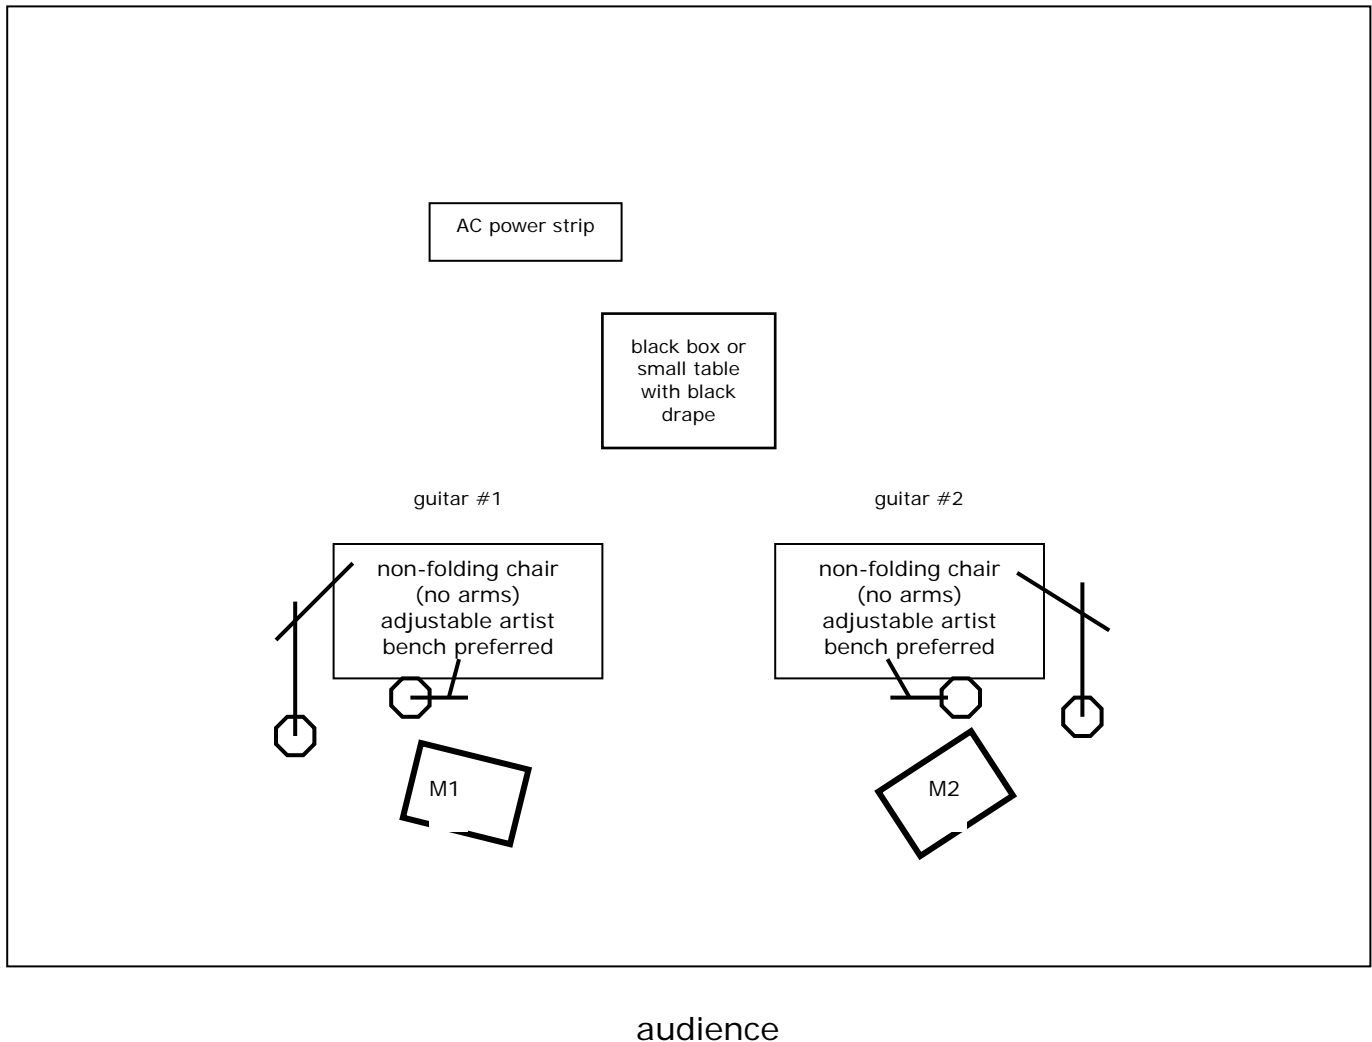 AC power strip
black box or
small table
with black
drape
guitar #1
guitar #2
non-folding chair
(no arms)
adjustable artist
bench preferred
non-folding chair
(no arms)
adjustable artist
bench preferred
M1
M2
audience